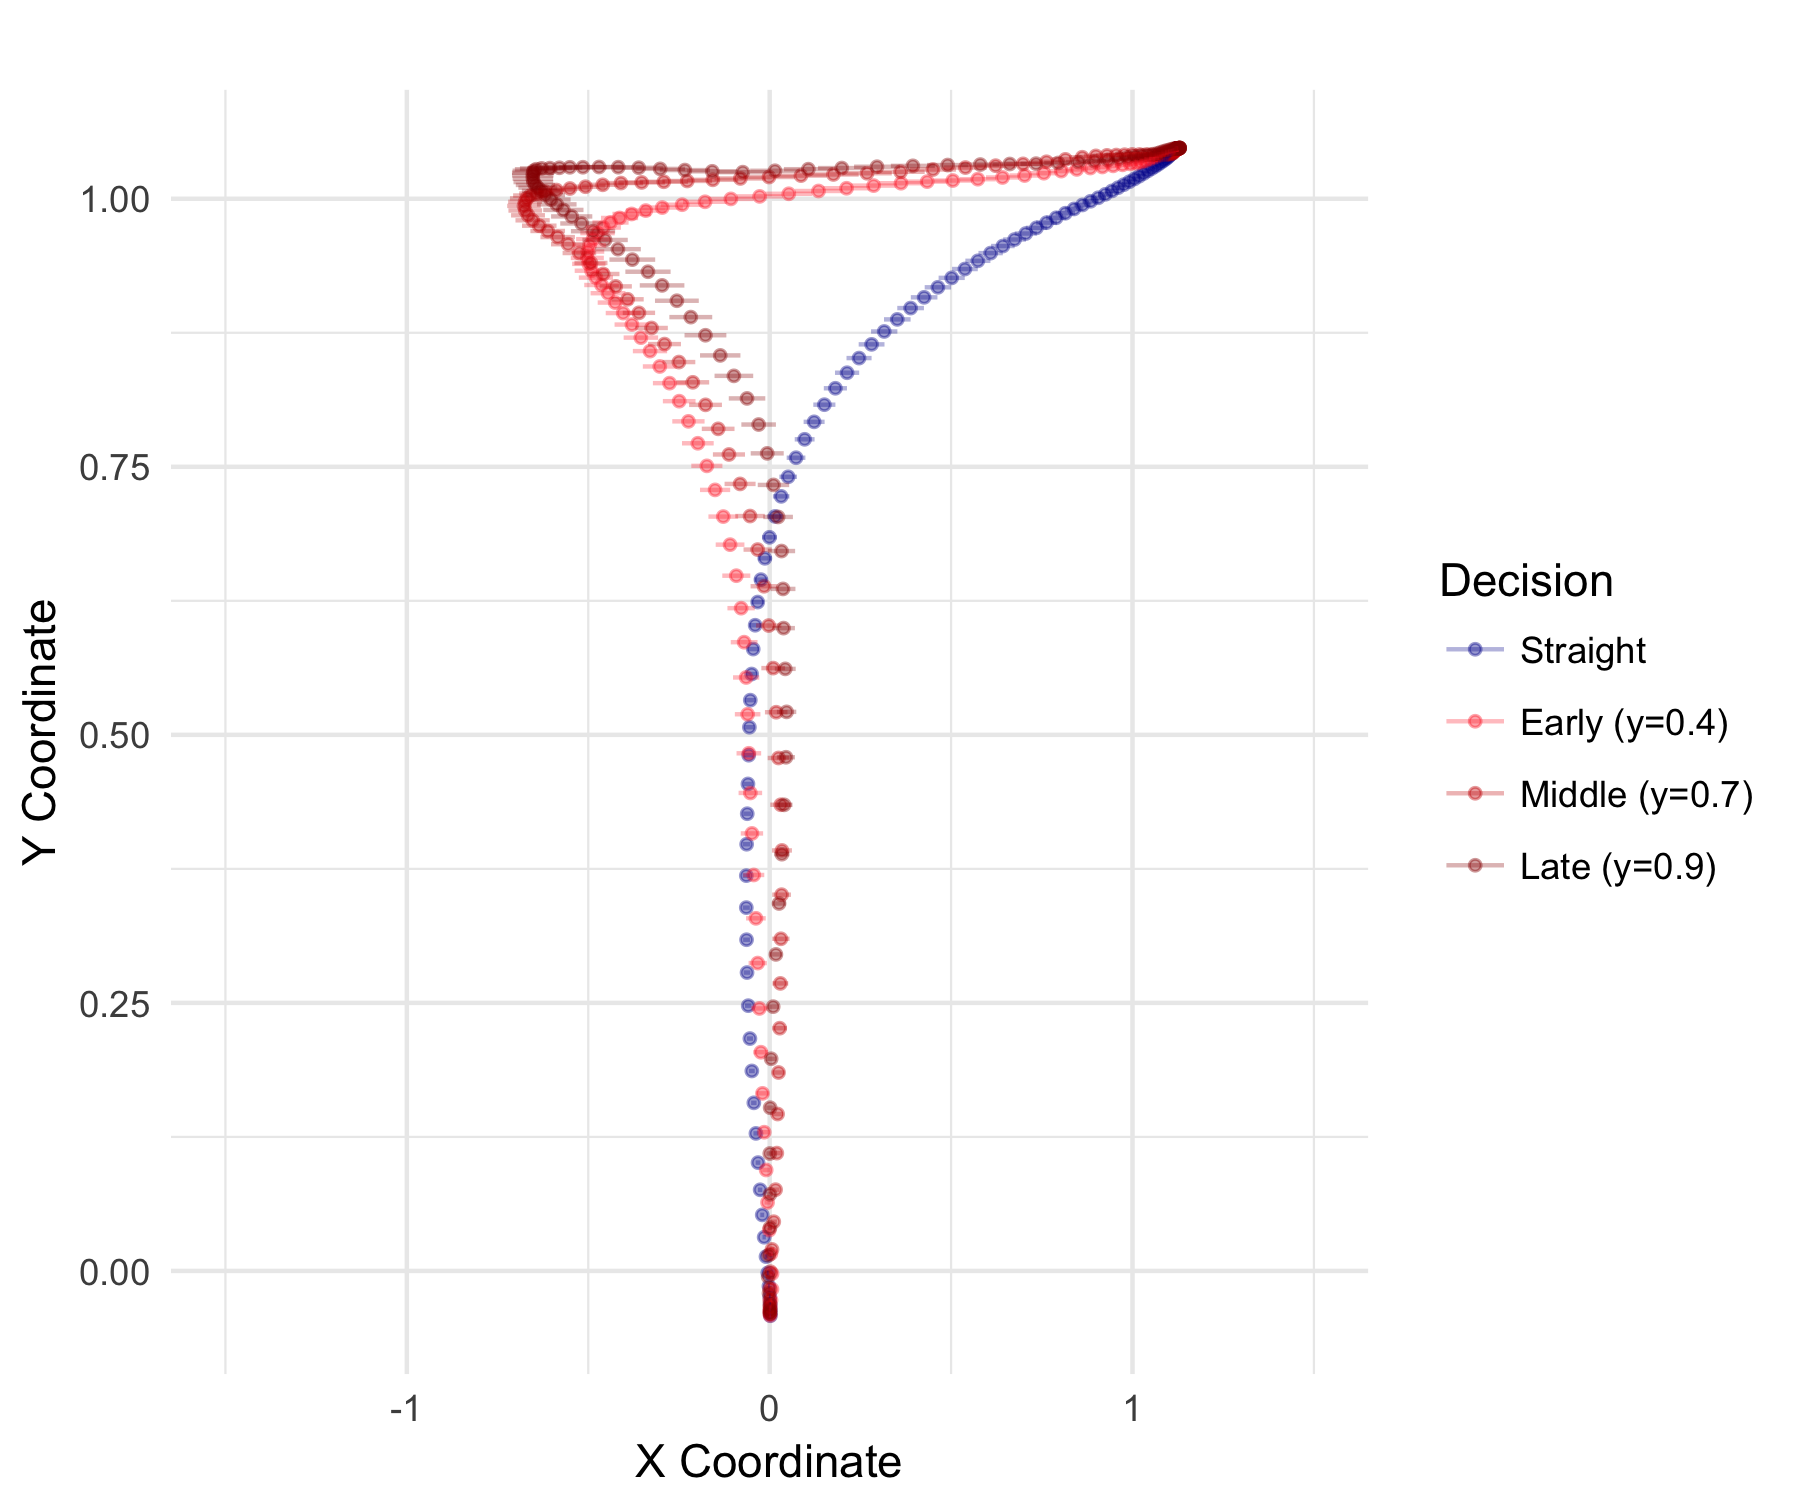 1.00
0.75
0.50
0.25
0.00
Y Coordinate
-1
0
1
X Coordinate
Decision
Straight
Early (y=0.4)
Middle (y=0.7)
Late (y=0.9)